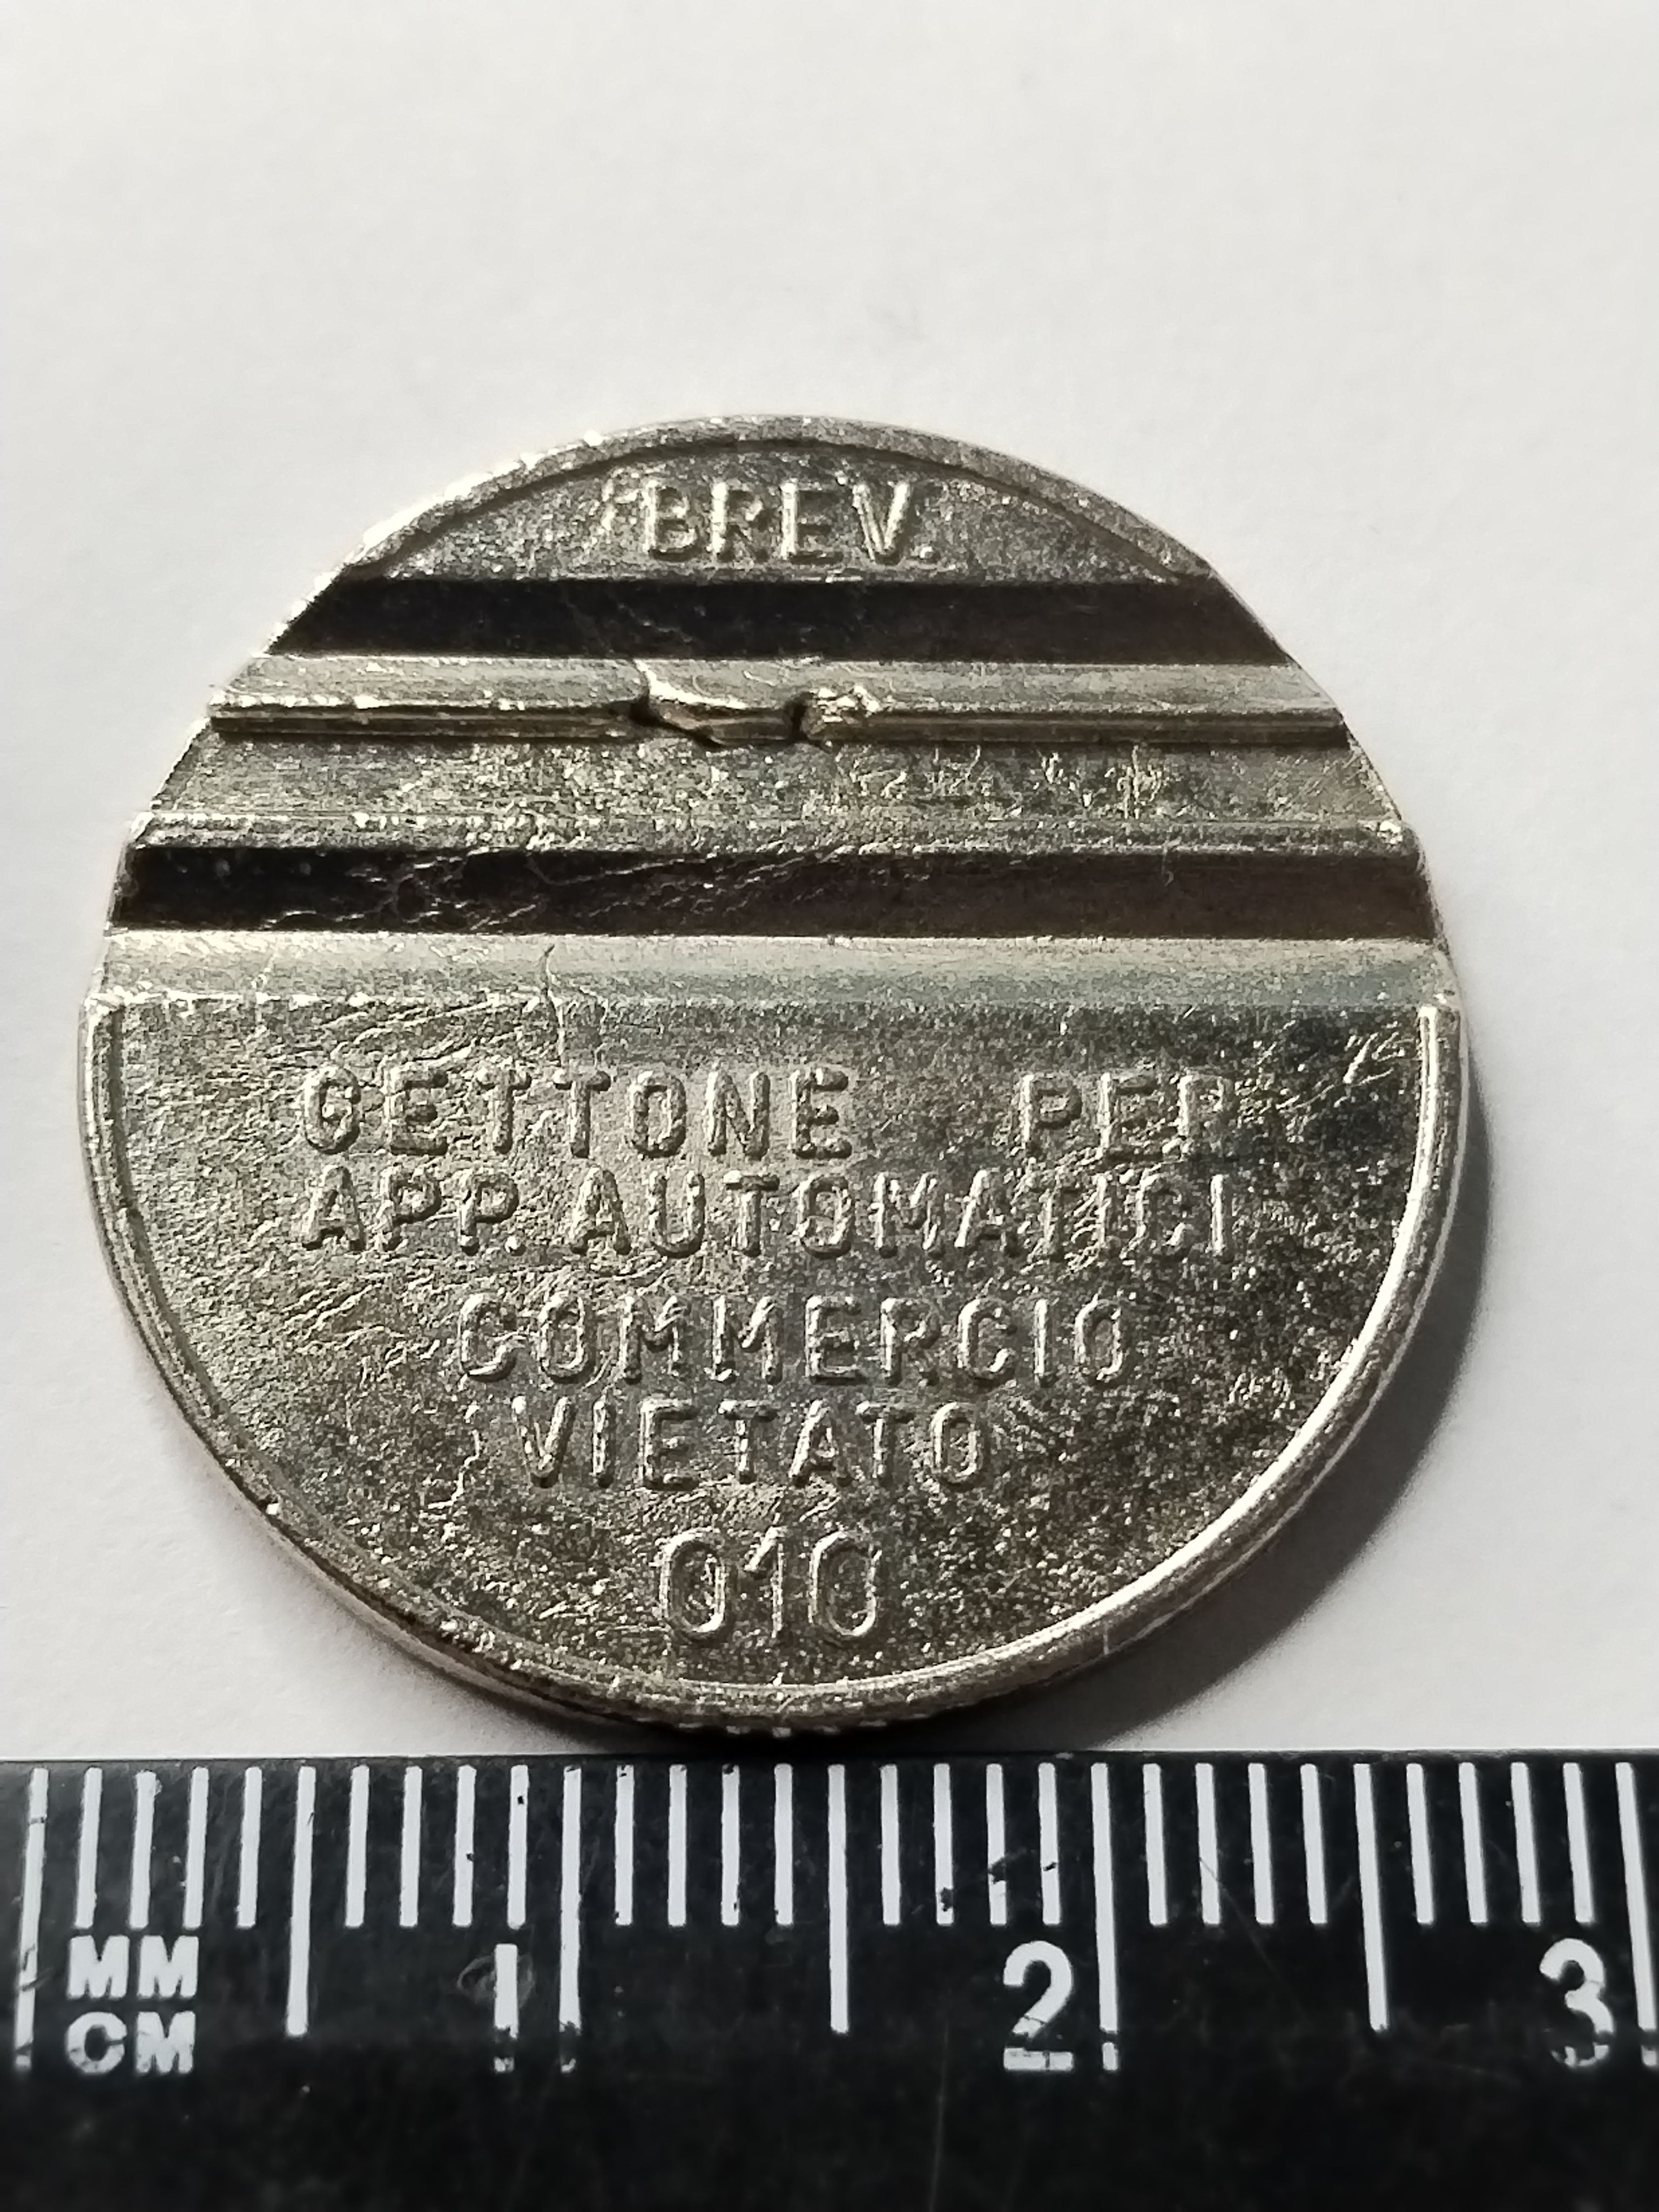 BREV.
GETTONE PER
APP. AUTOMATICI
COMMERCIO
VIETATO
010
MM
CM
1 2 3